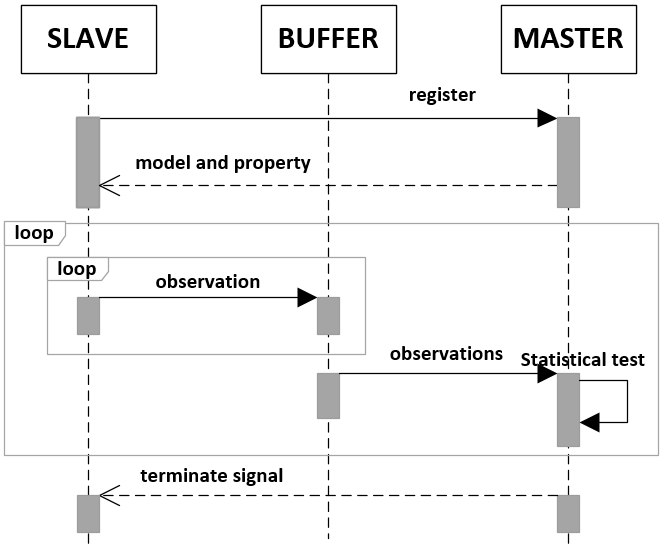 SLAVE
BUFFER
MASTER
register
model and property
loop
loop
observation
observations
Statistical test
terminate signal